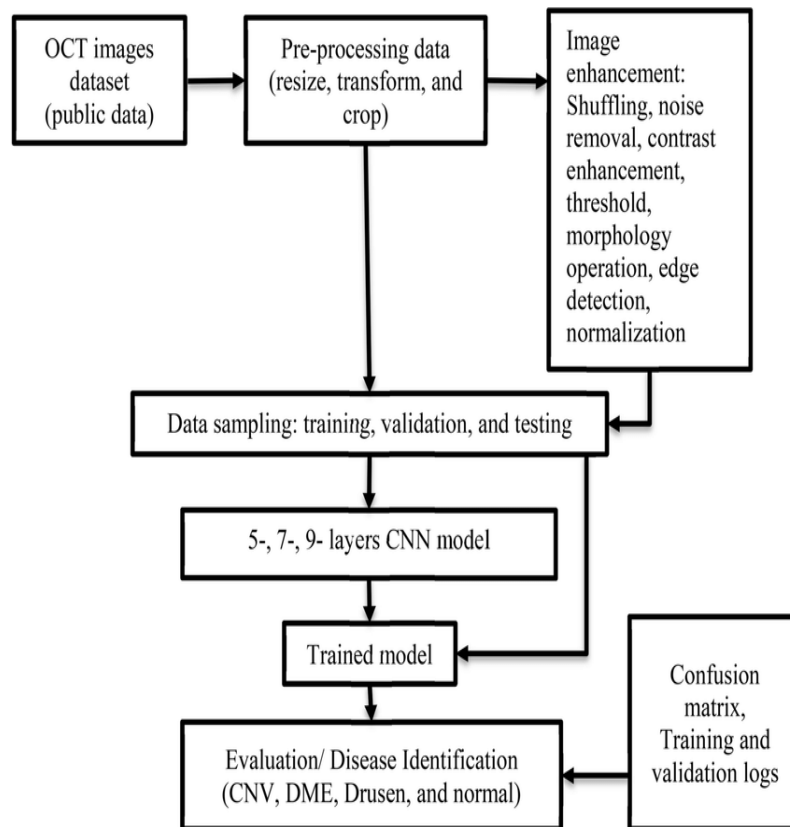 OCT images
dataset
(public data)
Pre-processing data
(resize, transform, and
crop)
Image
enhancement:
Shuffling, noise
removal, contrast
enhancement,
threshold,
morphology
operation, edge
detection,
normalization
Data sampling: training, validation, and testing
5-, 7-, 9- layers CNN model
Trained model
Confusion
matrix,
Training and
validation logs
Evaluation/ Disease Identification
(CNV, DME, Drusen, and normal)